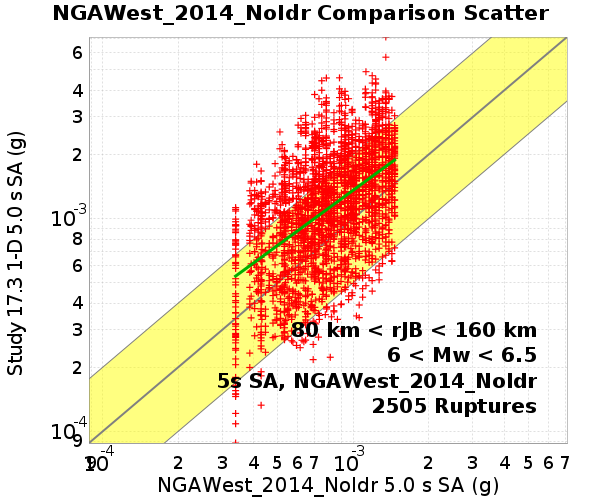 NGAWest_2014_NoIdr Comparison Scatter
Study 17.3 1-D 5.0 s SA (g)
6
4
3
2
10-3
8
6
4
3
2
10-4
9
80 km < rJB < 160 km
6 < Mw < 6.5
5s SA, NGAWest_2014_NoIdr
2505 Ruptures
9 10-4 2 3 4 5 6 7 10-3 2 3 4 5 6 7
NGAWest_2014_NoIdr 5.0 s SA (g)